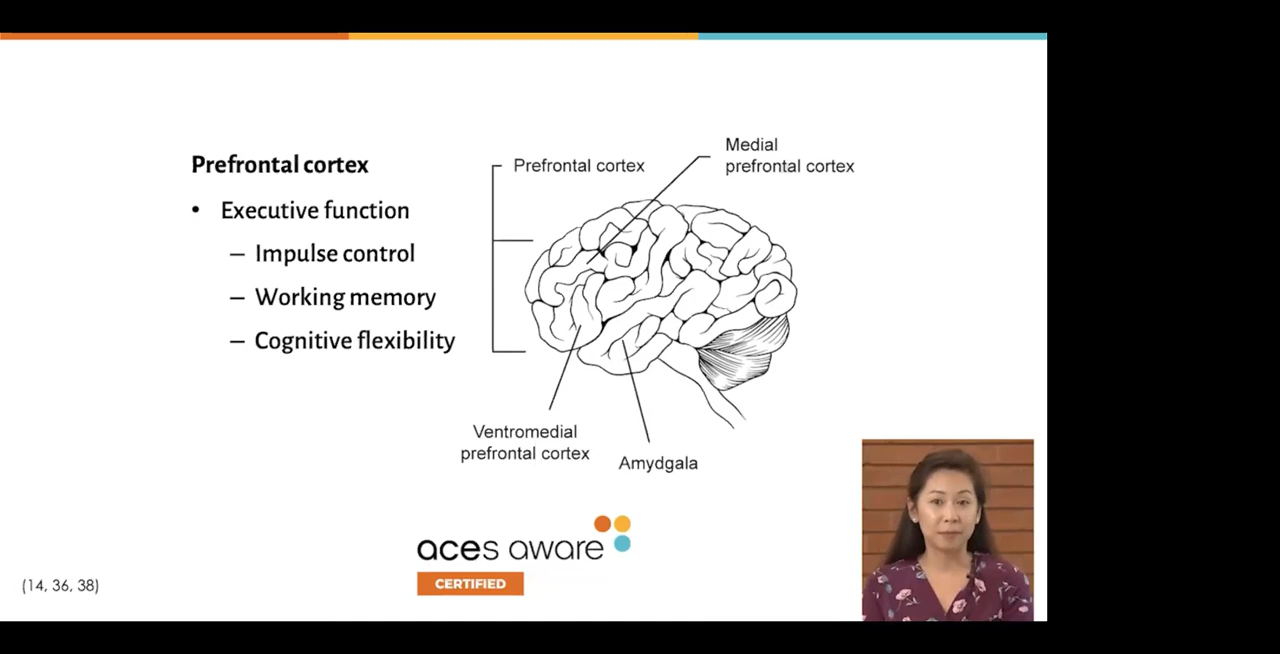 Prefrontal cortex
• Executive function
– Impulse control
– Working memory
– Cognitive flexibility
Prefrontal cortex
Medial
prefrontal cortex
Ventromedial
prefrontal cortex
Amydgala
aces aware
CERTIFIED
(14, 36, 38)